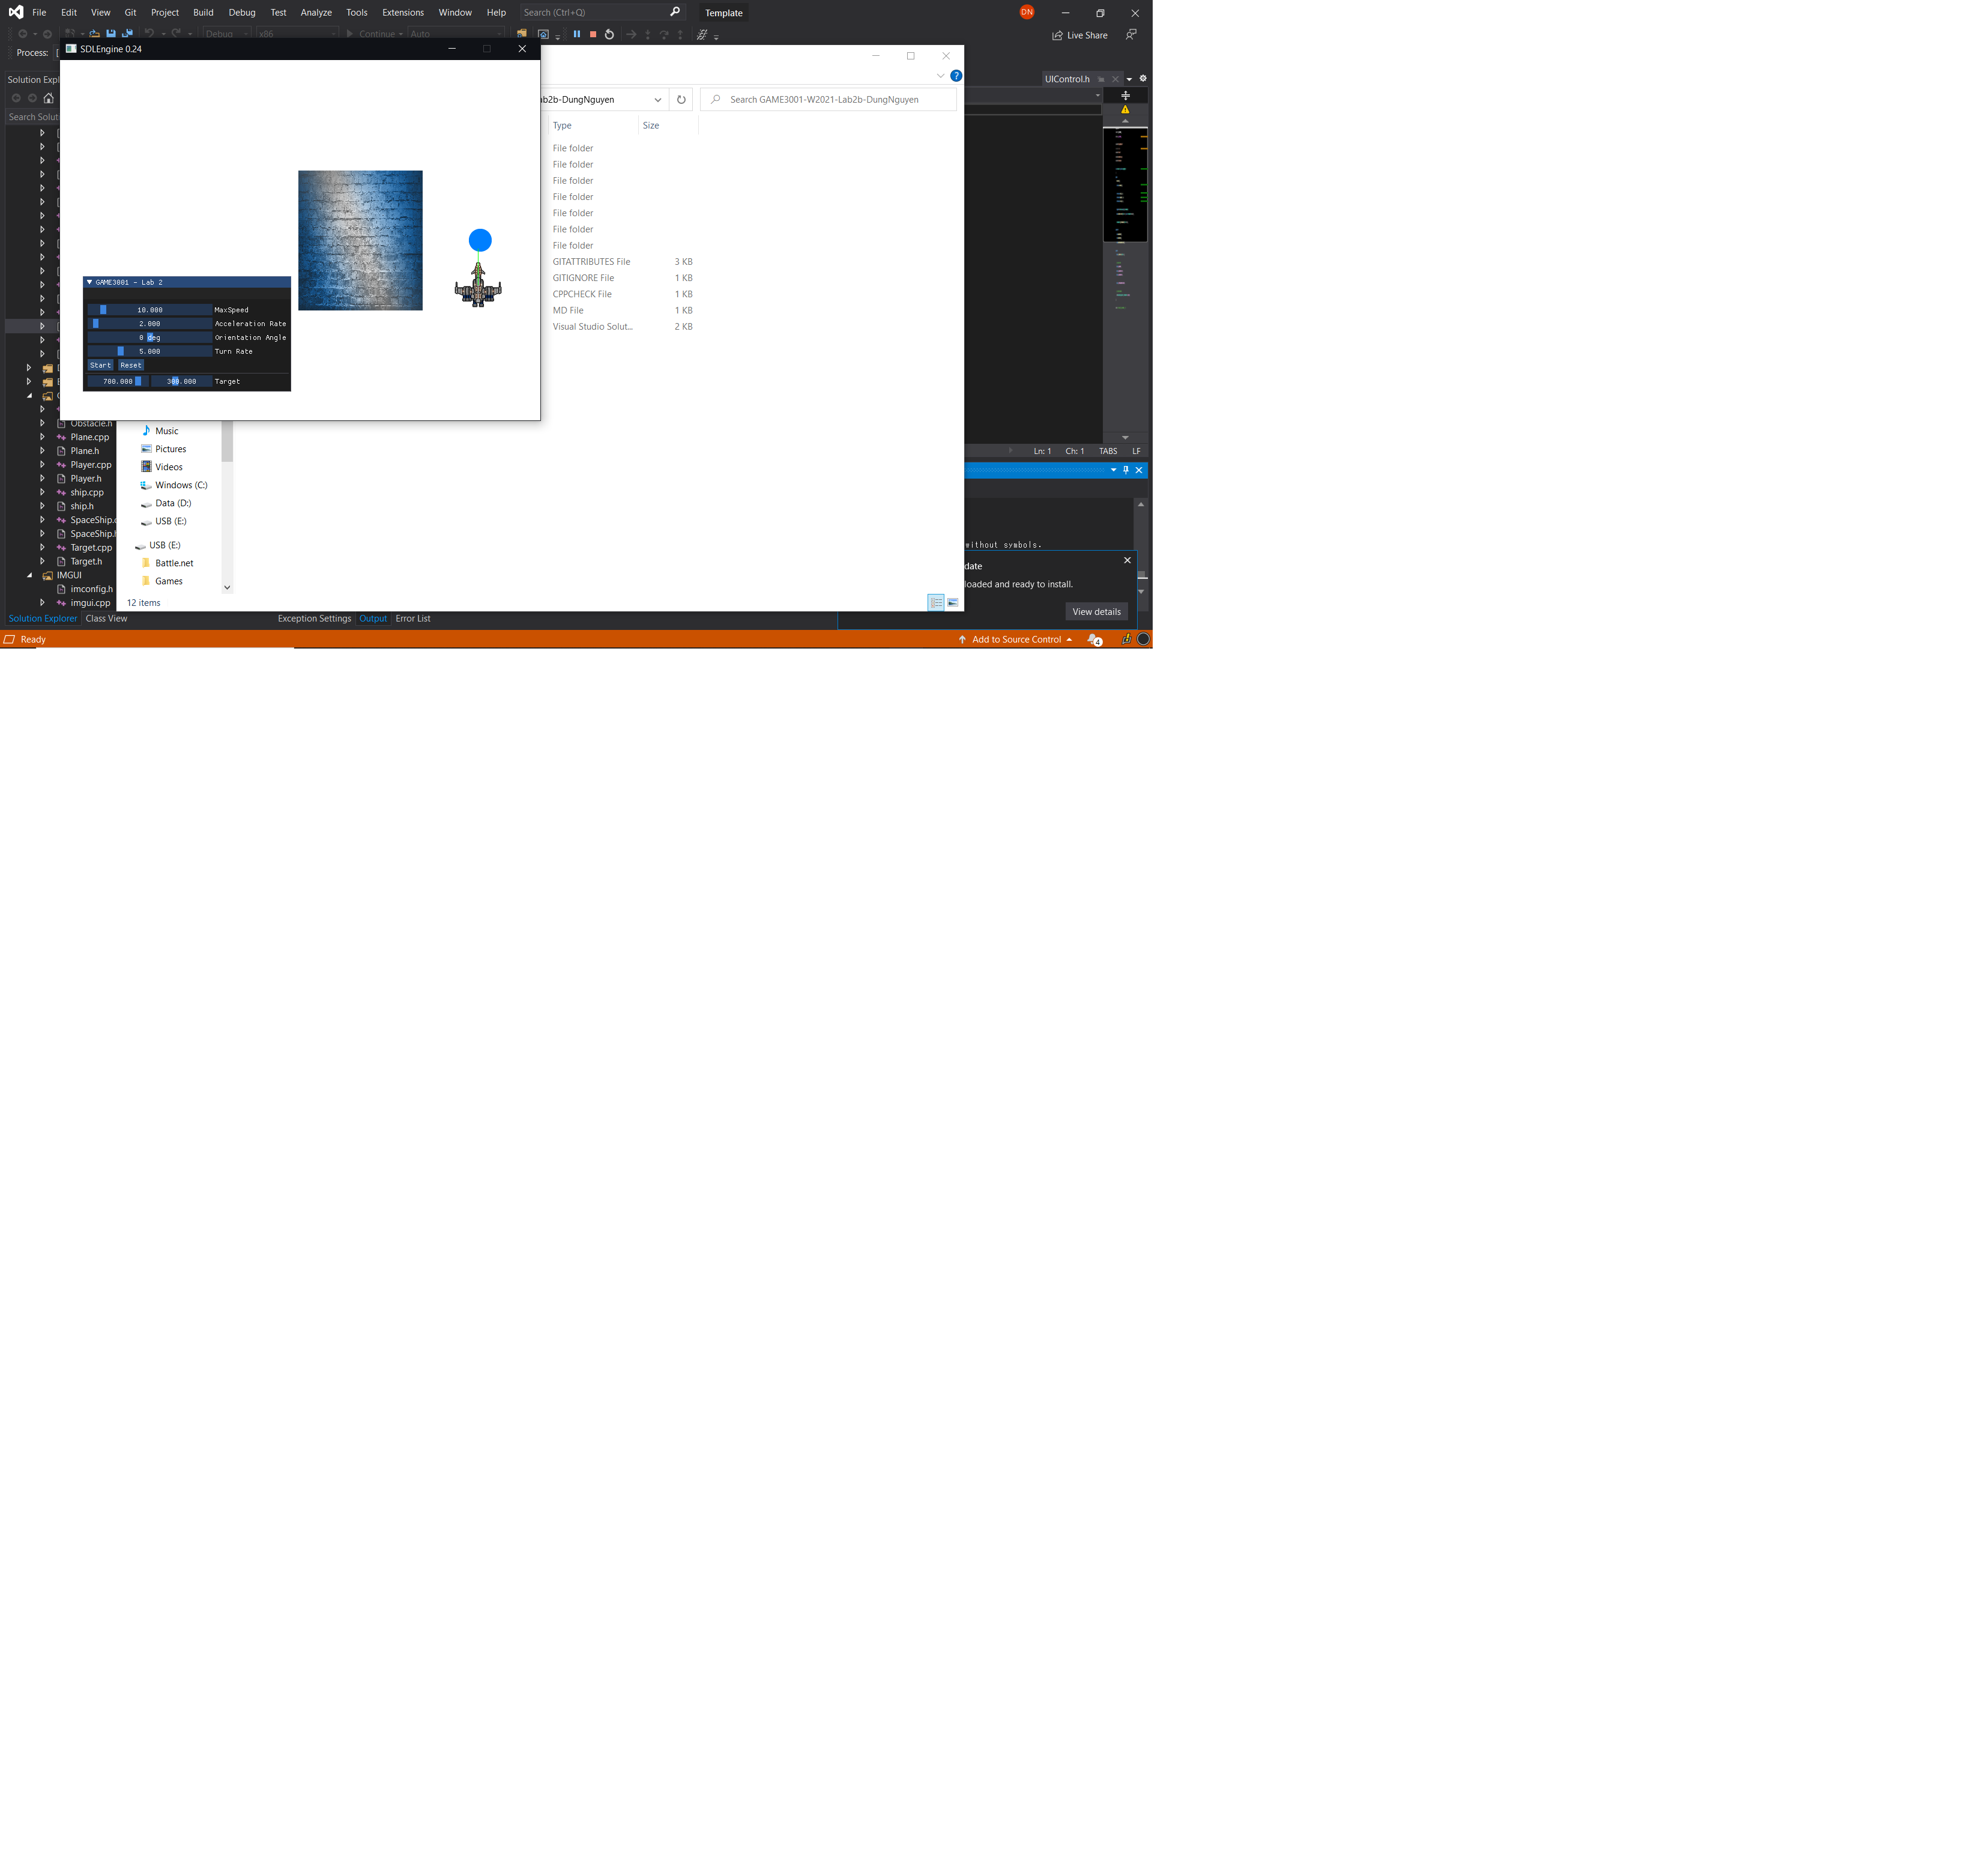 File Edit View Git Project Build Debug Test Analyze Tools Extensions Window Help Search (Ctrl+Q) Template DN
Debug x86 Continue Auto Live Share
Process:
SDLEngine 0.24
Solution Expl
UIControl.h
ab2b-DungNguyen Search GAME3001-W2021-Lab2b-DungNguyen
Search Solut
Type Size
File folder
File folder
File folder
File folder
File folder
File folder
File folder
GITATTRIBUTES File 3 KB
GITIGNORE File 1 KB
CPPCHECK File 1 KB
MD File 1 KB
Visual Studio Solut... 2 KB
GAME3001 - Lab 2
10.000 MaxSpeed
2.000 Acceleration Rate
0 deg Orientation Angle
5.000 Turn Rate
Start Reset
700.000 300.000 Target
Obstacle.h
Plane.cpp
Plane.h
Player.cpp
Player.h
ship.cpp
ship.h
SpaceShip.c
SpaceShip.h
Target.cpp
Target.h
IMGUI
imconfig.h
imgui.cpp
Music
Pictures
Videos
Windows (C:)
Data (D:)
USB (E:)
USB (E:)
Battle.net
Games
12 items
Ln: 1 Ch: 1 TABS LF
without symbols.
date
loaded and ready to install.
View details
Solution Explorer Class View Exception Settings Output Error List
Ready Add to Source Control 4